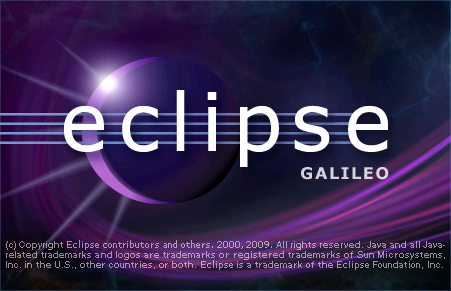 eclipse
GALILEO
(c) Copyright Eclipse contributors and others. 2000, 2009. All rights reserved. Java and all Java-
related trademarks and logos are trademarks or registered trademarks of Sun Microsystems,
Inc. in the U.S., other countries, or both. Eclipse is a trademark of the Eclipse Foundation, Inc.